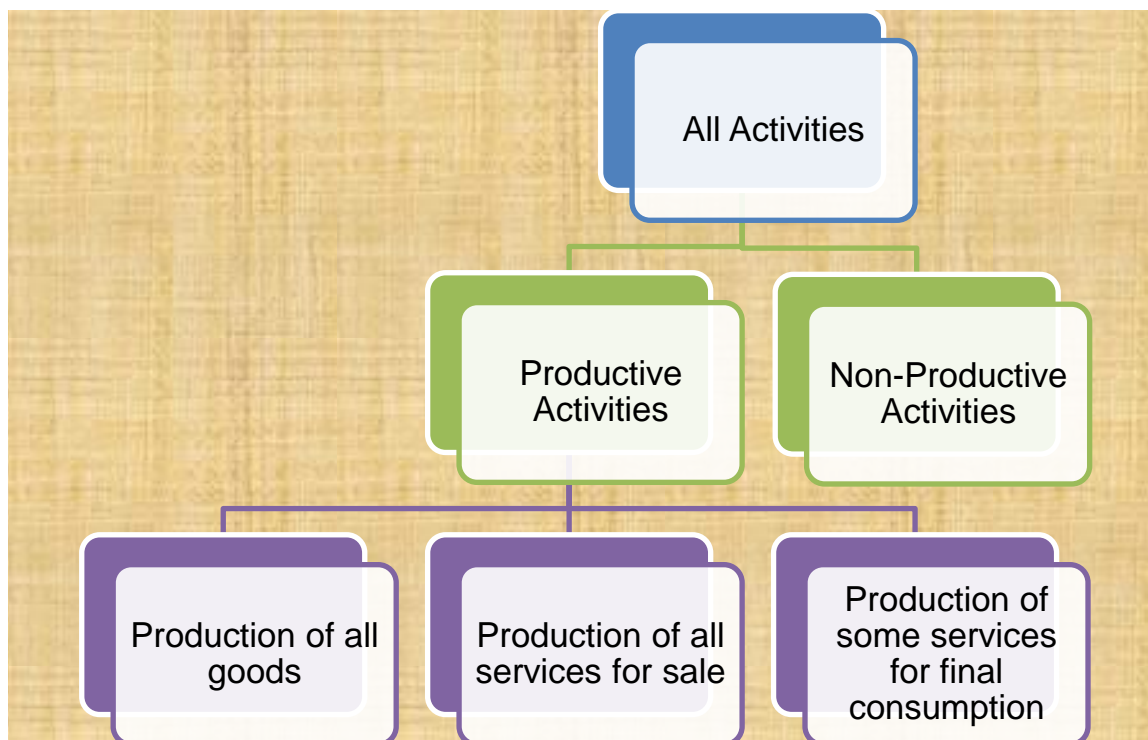 All Activities
Productive
Activities
Non-Productive
Activities
Production of all
goods
Production of all
services for sale
Production of
some services
for final
consumption